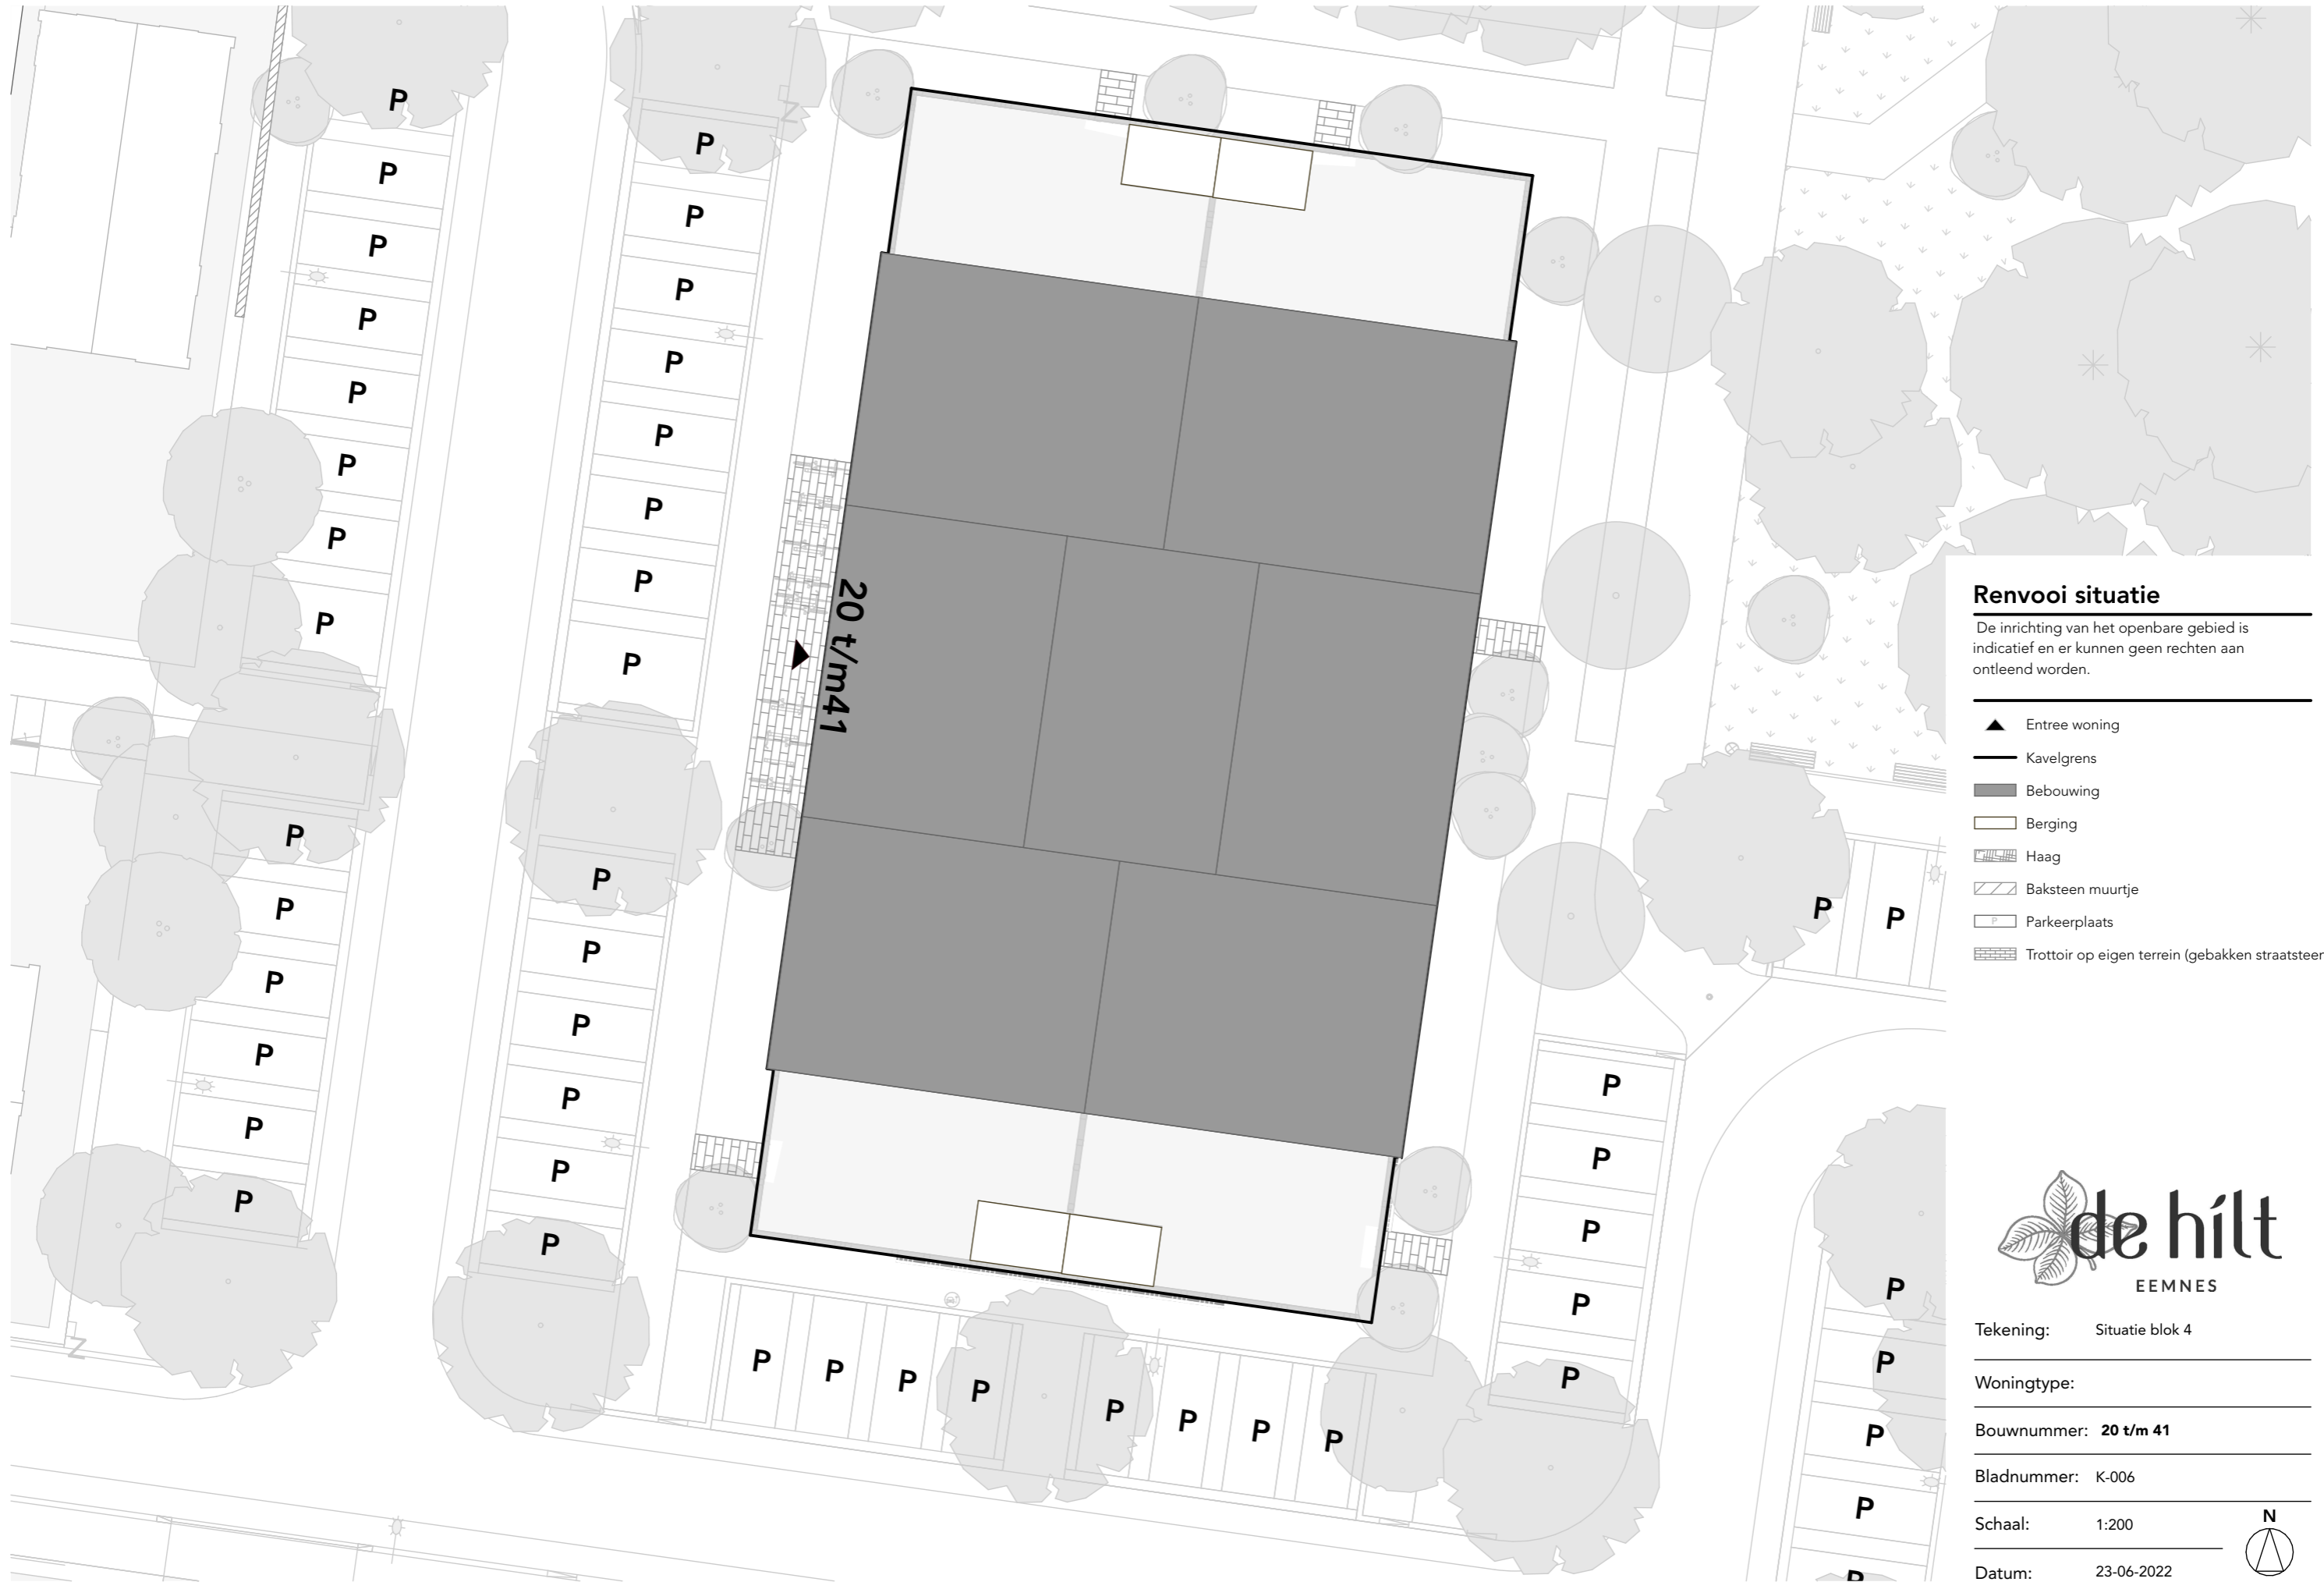 P
P
P
P
P
P
P
P
P
P
P
P
P
P
Z
Z
P
P
P
P
P
P
P
P
P
P
P
P
P
P
20 t/m41
P P P P P P P P
P P
P
P
P
P
P
P
P
P
P
P
Renvooi situatie
De inrichting van het openbare gebied is
indicatief en er kunnen geen rechten aan
ontleend worden.
Entree woning
Kavelgrens
Bebouwing
Berging
Haag
Baksteen muurtje
P Parkeerplaats
Trottoir op eigen terrein (gebakken straatsteen
de hilt
EEMNES
Tekening: Situatie blok 4
Woningtype:
Bouwnummer: 20 t/m 41
Bladnummer: K-006
Schaal: 1:200
N
Datum: 23-06-2022